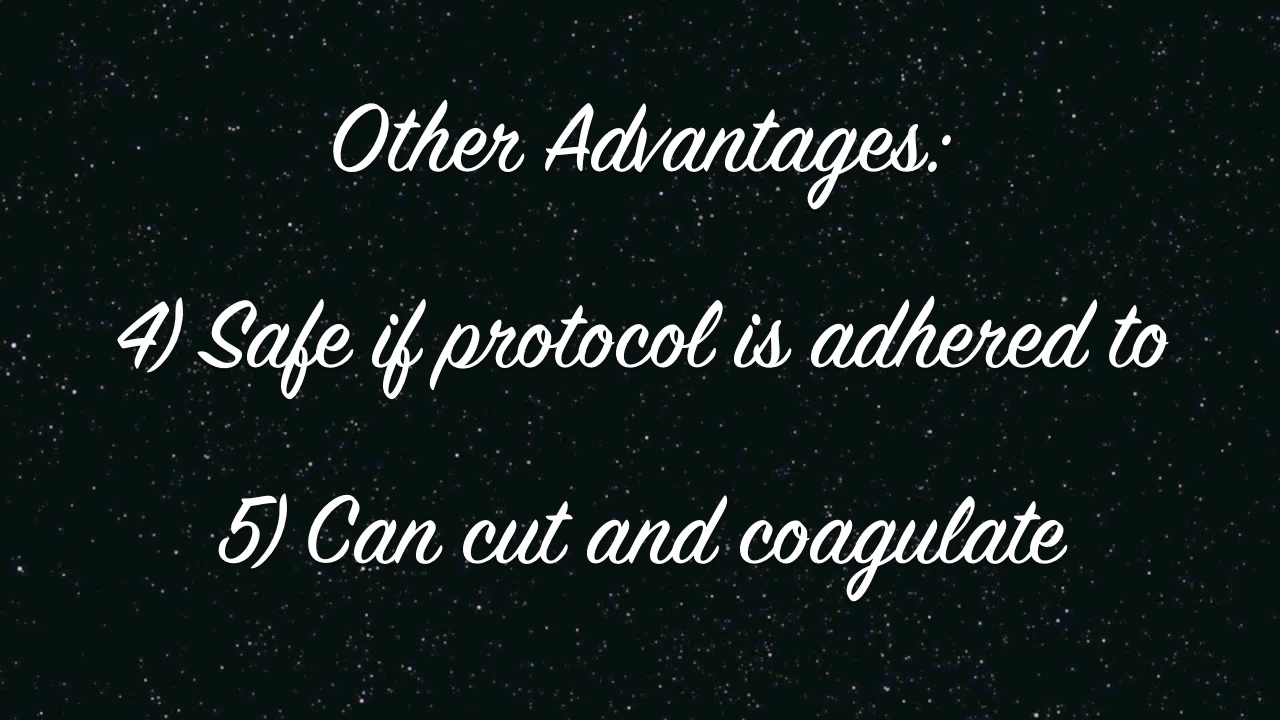 Other Advantages:
4) Safe if protocol is adhered to
5) Can cut and coagulate